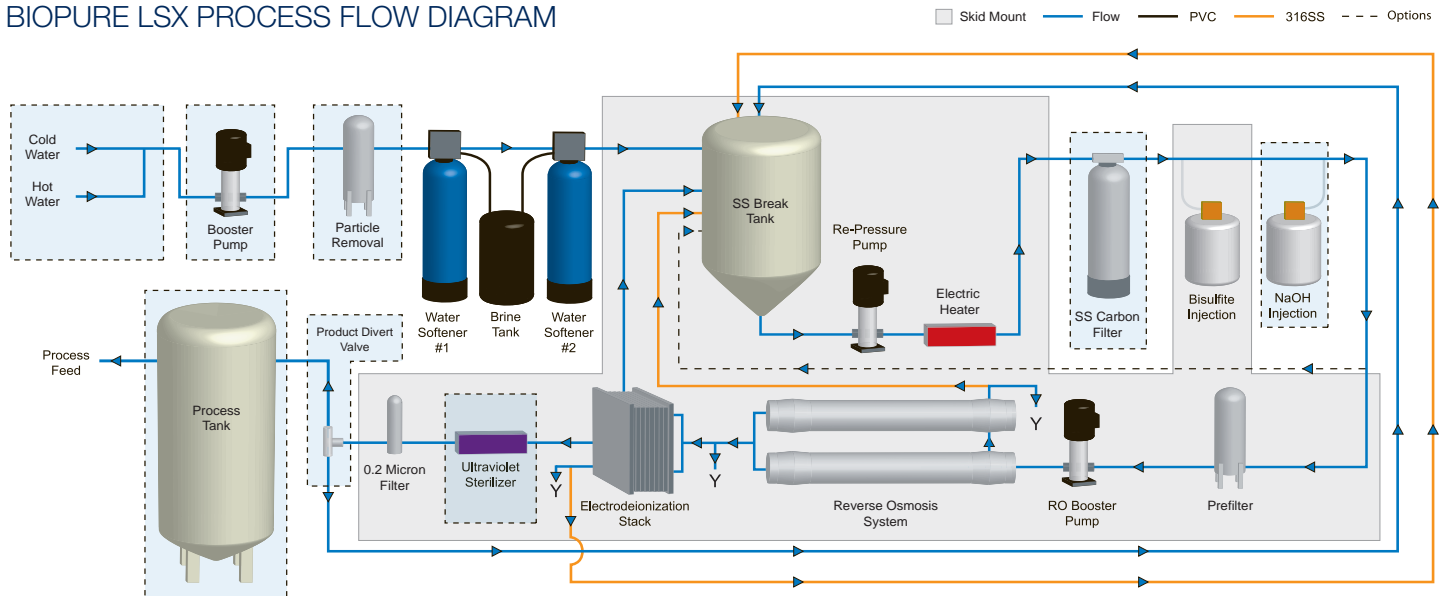 BIOPURE LSX PROCESS FLOW DIAGRAM
Skid Mount
Flow
PVC
316SS
Options
Cold
Water
Hot
Water
Booster
Pump
Particle
Removal
Water
Softener
#1
Brine
Tank
Water
Softener
#2
SS Break
Tank
Re-Pressure
Pump
Electric
Heater
SS Carbon
Filter
Bisulfite
Injection
NaOH
Injection
Process
Feed
Process
Tank
Product Divert
Valve
0.2 Micron
Filter
Ultraviolet
Sterilizer
Y
Electrodeionization
Stack
Y
Reverse Osmosis
System
Y
RO Booster
Pump
Prefilter